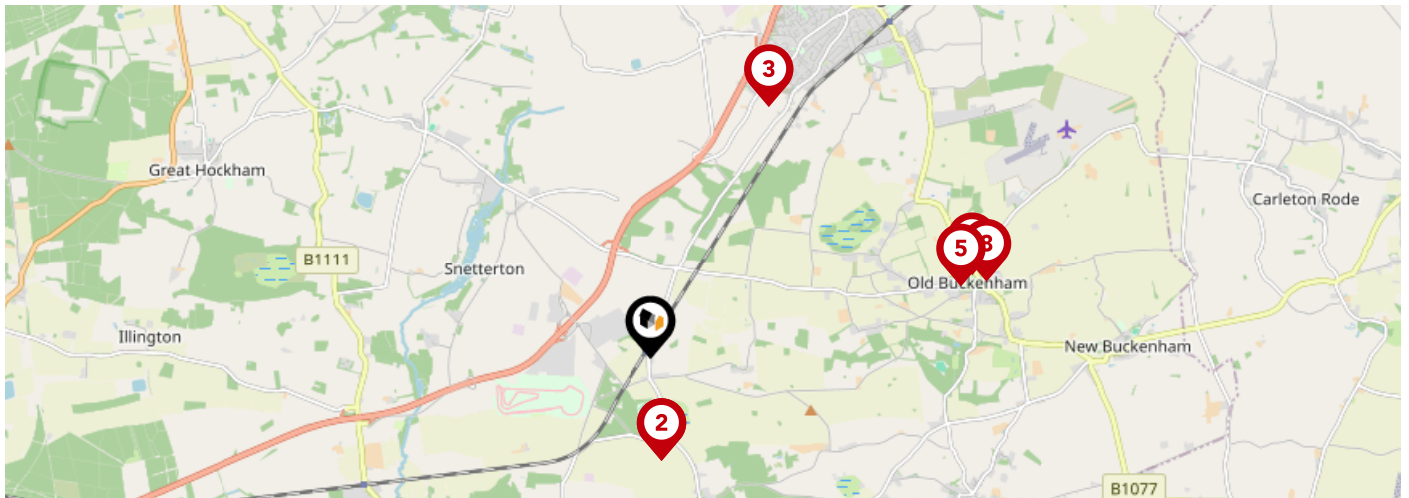 3
Great Hockham
Carleton Rode
5
8
B1111
Snetterton
Old Buckenham
Illington
New Buckenham
2
B1077